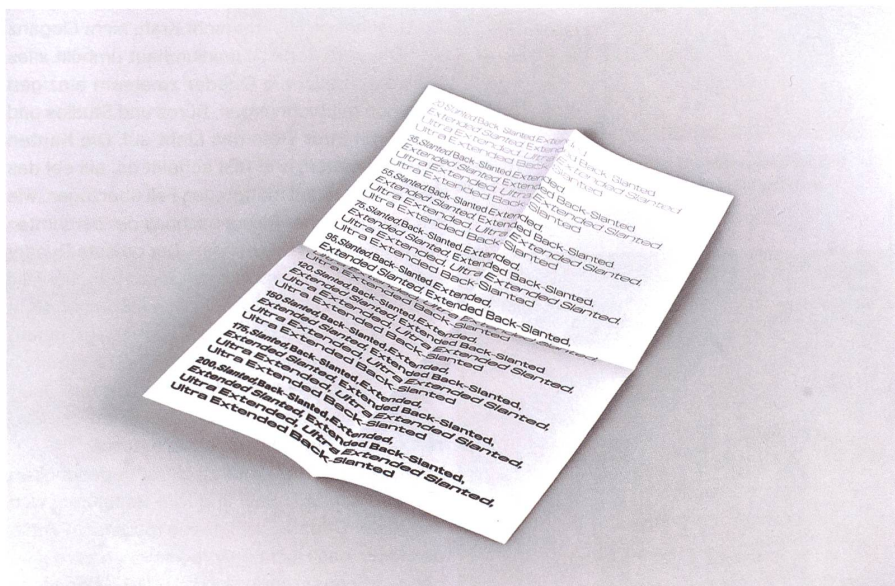 Slanted Back-Slanted, Extended,
Extended Slanted Extended Back-Slanted
Ultra Extended, Ultra Extended Slanted
Ultra Extended Back-Slanted
35,Slanted Back-Slanted, Extended,
Extended Slanted Extended Back-Slanted
Ultra Extended, Ultra Extended Slanted,
Ultra Extended Back-Slanted
55,Slanted Back-Slanted, Extended,
Extended Slanted Extended Back-Slanted
Ultra Extended, Ultra Extended Slanted,
Ultra Extended Back-Slanted
75,Slanted Back-Slanted, Extended,
Extended Slanted Extended Back-Slanted,
Ultra Extended, Ultra Extended Slanted,
Ultra Extended Back-Slanted
95,Slanted Back-Slanted, Extended,
Extended Slanted, Extended Back-Slanted,
Ultra Extended, Ultra Extended Slanted,
Ultra Extended Back-Slanted
120,Slanted, Back-Slanted, Extended,
Extended Slanted, Extended Back-Slanted
Ultra Extended, Ultra Extended Slanted,
Ultra Extended Back-Slanted
150,Slanted, Back-Slanted, Extended,
Extended Slanted, Extended Back-Slanted,
Ultra Extended, Ultra Extended Slanted,
Ultra Extended Back-Slanted
175,Slanted, Back-Slanted, Extended,
Extended Slanted, Extended Back-Slanted,
Ultra Extended, Ultra Extended Slanted,
Ultra Extended Back-Slanted
200,Slanted, Back-Slanted, Extended,
Extended Slanted, Extended Back-Slanted,
Ultra Extended, Ultra Extended Slanted,
Ultra Extended Back-Slanted